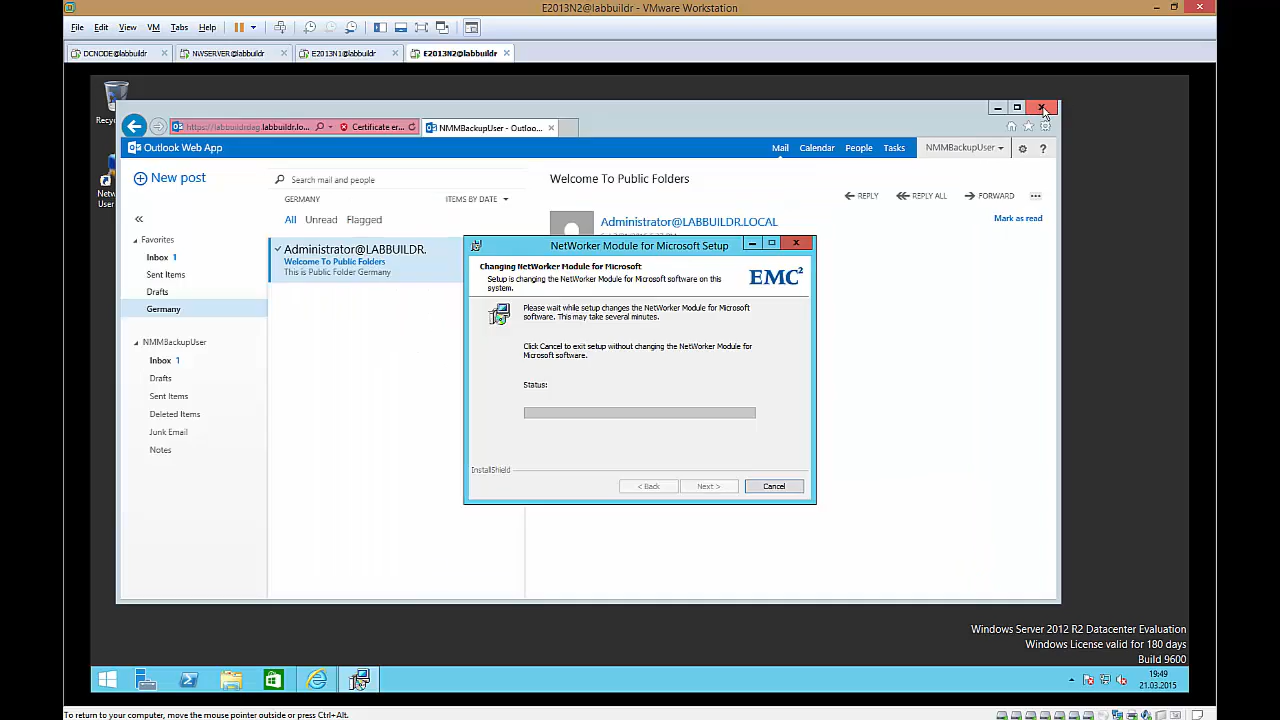 E2013N2@labbuildr - VMware Workstation
File Edit View VM Tabs Help
DCNODE@labbuildr NWSERVER@labbuildr E2013N1@labbuildr E2013N2@labbuildr
Recyc
Netw
User
https://labbuildrdag.labbuildr.lo... Certificate er... NMMBackupUser - Outloo...
Outlook Web App Mail Calendar People Tasks NMMBackupUser ?
New post
Search mail and people
GERMANY ITEMS BY DATE
All Unread Flagged
Welcome To Public Folders
REPLY REPLY ALL FORWARD ...
Administrator@LABBUILDR.LOCAL Mark as read
«
Favorites
Inbox 1
Sent Items
Drafts
Germany
NMMBackupUser
Inbox 1
Drafts
Sent Items
Deleted Items
Junk Email
Notes
Administrator@LABBUILDR.
Welcome To Public Folders
This is Public Folder Germany
NetWorker Module for Microsoft Setup
Changing NetWorker Module for Microsoft
Setup is changing the NetWorker Module for Microsoft software on this
system.
EMC²
Please wait while setup changes the NetWorker Module for Microsoft
software. This may take several minutes.
Click Cancel to exit setup without changing the NetWorker Module for
Microsoft software.
Status:
InstallShield
< Back Next > Cancel
Windows Server 2012 R2 Datacenter Evaluation
Windows License valid for 180 days
Build 9600
19:49
21.03.2015
To return to your computer, move the mouse pointer outside or press Ctrl+Alt.